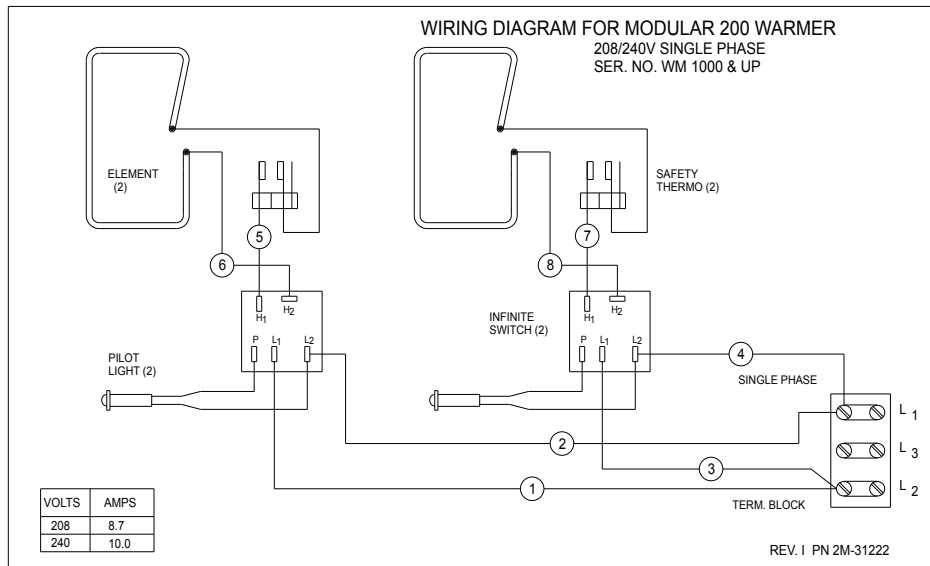 WIRING DIAGRAM FOR MODULAR 200 WARMER
208/240V SINGLE PHASE
SER. NO. WM 1000 & UP
ELEMENT
(2)
SAFETY
THERMO (2)
5
7
6
8
H1
H2
H1
H2
INFINITE
SWITCH (2)
P
L1
L2
P
L1
L2
PILOT
LIGHT (2)
4
SINGLE PHASE
L 1
2
L 3
3
1
L 2
TERM. BLOCK
VOLTS AMPS
208 8.7
240 10.0
REV. I PN 2M-31222